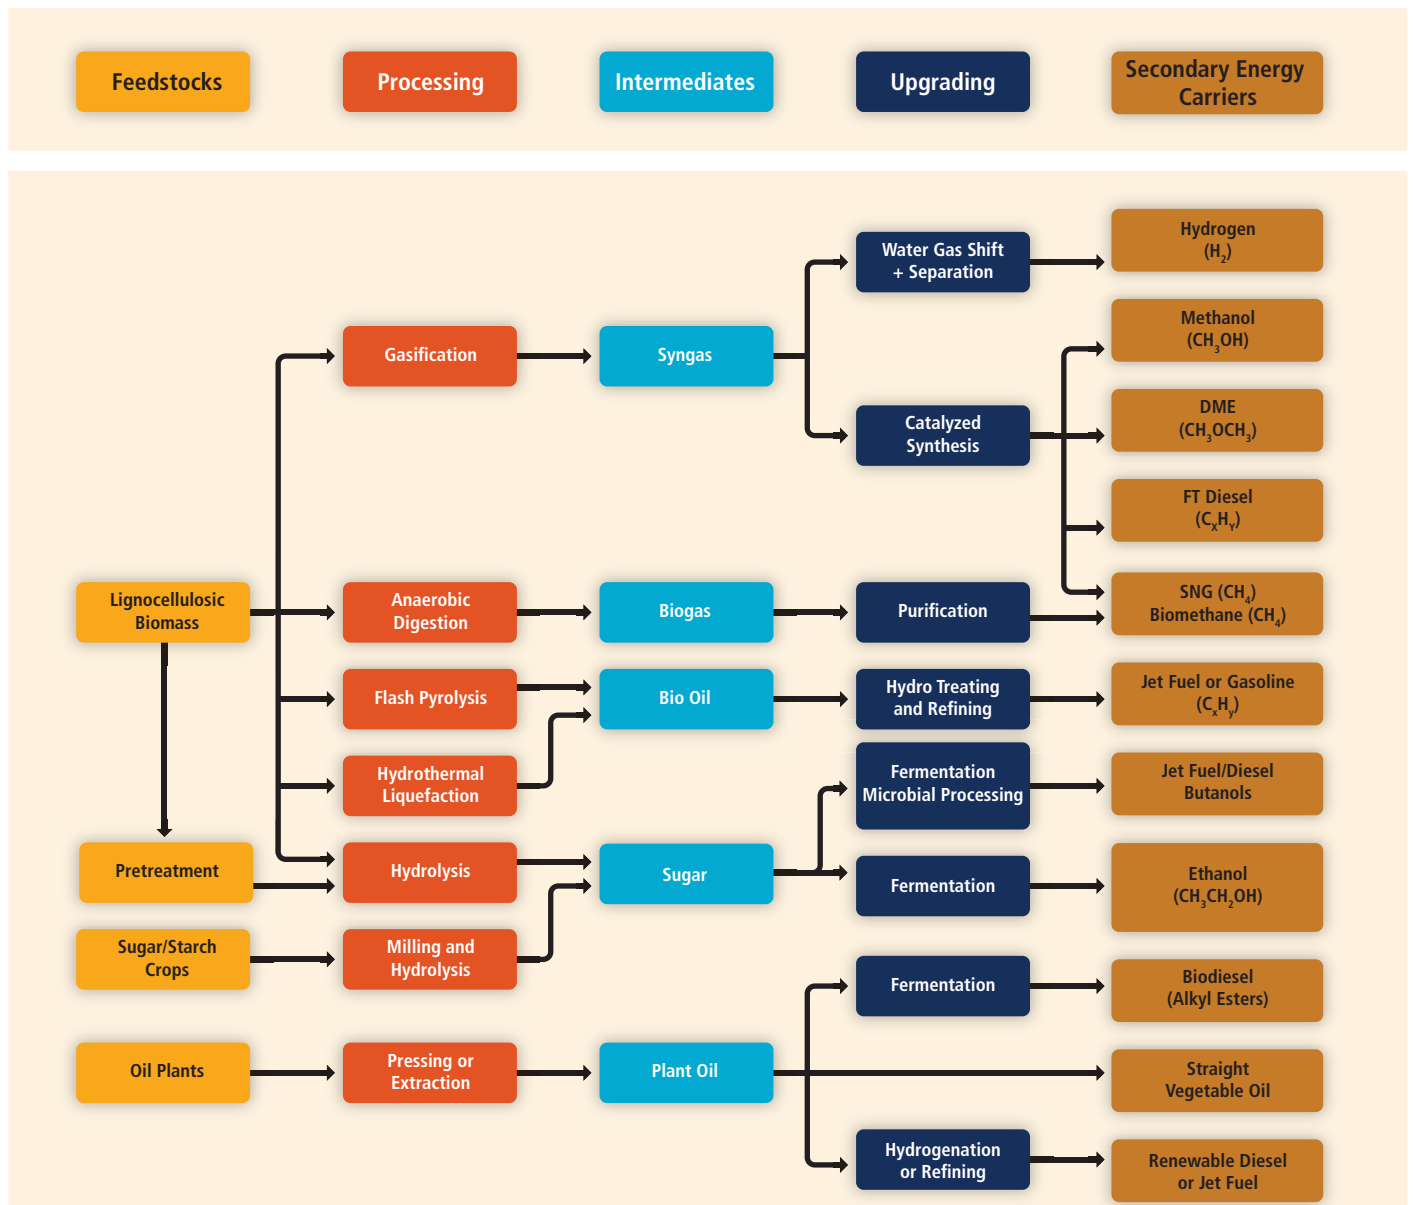 Feedstocks
Processing
Intermediates
Upgrading
Secondary Energy
Carriers
Hydrogen
(H₂)
Water Gas Shift
+ Separation
Methanol
(CH₃OH)
Gasification
Syngas
DME
(CH₃OCH₃)
Catalyzed
Synthesis
FT Diesel
(CₓHY)
Lignocellulosic
Biomass
Anaerobic
Digestion
Biogas
Purification
SNG (CH₄)
Biomethane (CH₄)
Flash Pyrolysis
Bio Oil
Hydro Treating
and Refining
Jet Fuel or Gasoline
(CₓHy)
Hydrothermal
Liquefaction
Fermentation
Microbial Processing
Jet Fuel/Diesel
Butanols
Pretreatment
Hydrolysis
Sugar
Fermentation
Ethanol
(CH₃CH₂OH)
Sugar/Starch
Crops
Milling and
Hydrolysis
Fermentation
Biodiesel
(Alkyl Esters)
Oil Plants
Pressing or
Extraction
Plant Oil
Straight
Vegetable Oil
Hydrogenation
or Refining
Renewable Diesel
or Jet Fuel